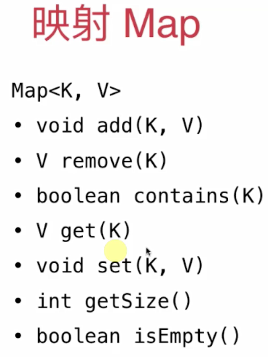 映射 Map
Map<K, V>
• void add(K, V)
• V remove(K)
• boolean contains(K)
• V get(K)
• void set(K, V)
• int getSize()
• boolean isEmpty()